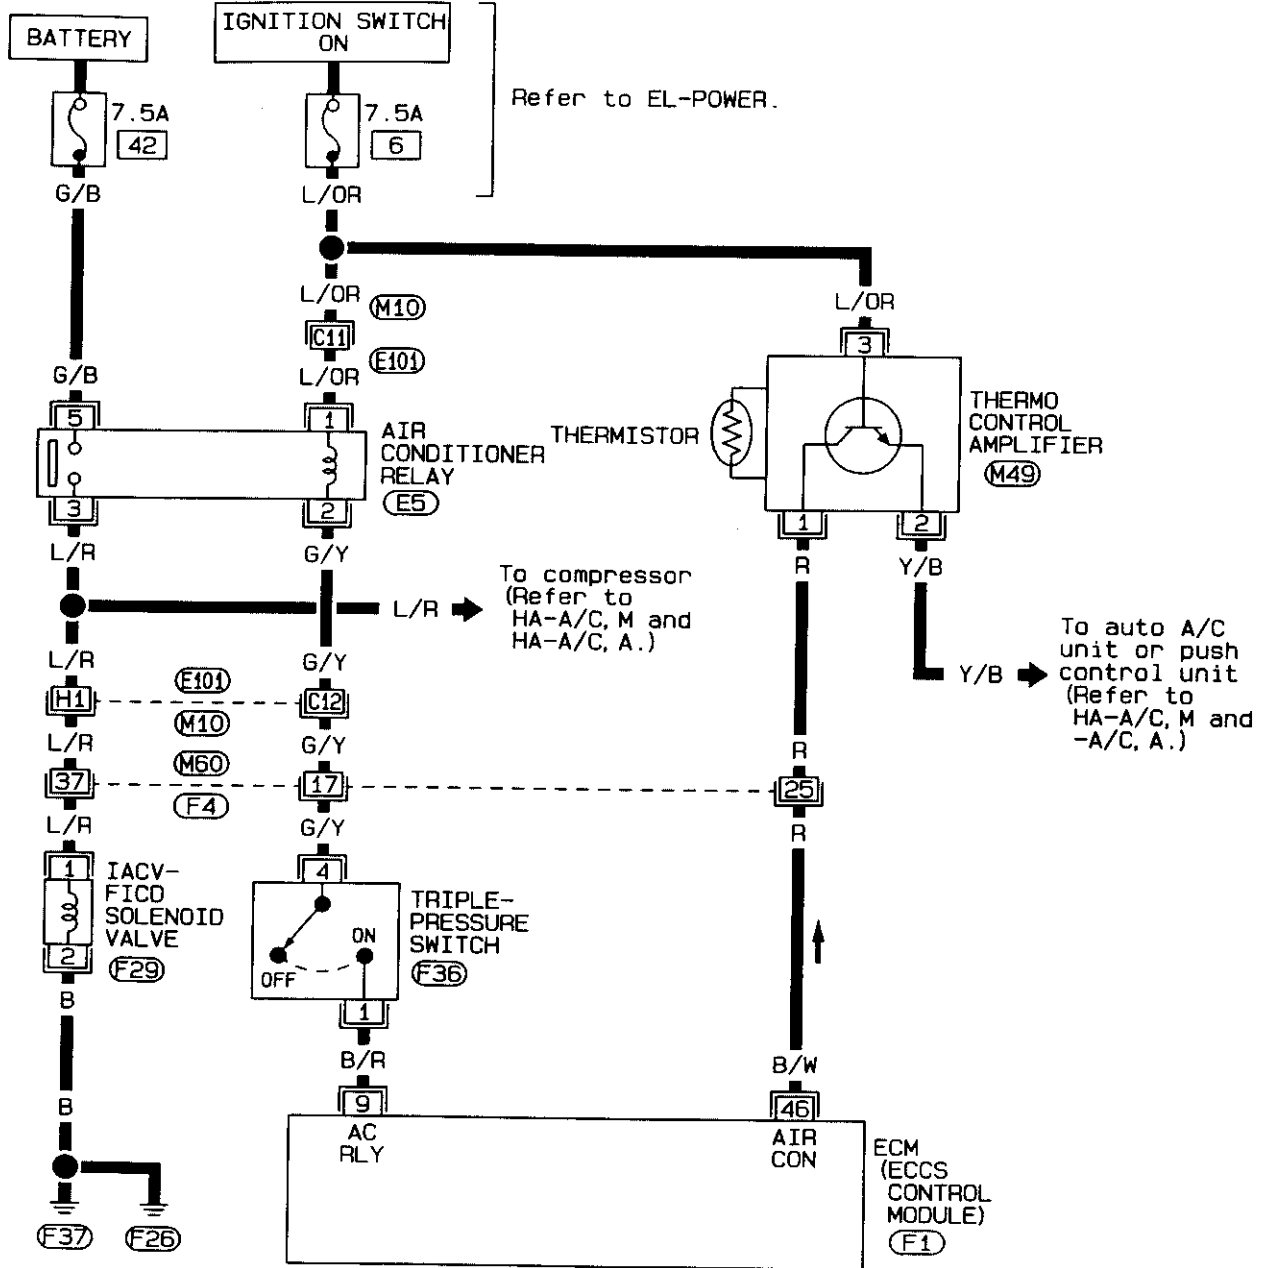 BATTERY
IGNITION SWITCH
ON
Refer to EL-POWER.
7.5A
42
7.5A
6
G/B
L/OR
L/OR
M10
C11
E101
L/OR
L/OR
3
G/B
5
1
AIR
CONDITIONER
RELAY
E5
3
2
THERMISTOR
THERMO
CONTROL
AMPLIFIER
M49
1
2
L/R
G/Y
R
Y/B
L/R
To compressor
(Refer to
HA-A/C, M and
HA-A/C, A.)
Y/B
To auto A/C
unit or push
control unit
(Refer to
HA-A/C, M and
-A/C, A.)
L/R
G/Y
E101
H1
C12
M10
L/R
G/Y
R
M60
37
17
25
F4
L/R
G/Y
R
1
IACV-
FICD
SOLENOID
VALVE
F29
2
4
TRIPLE-
PRESSURE
SWITCH
F36
ON
OFF
1
B
B/R
B/W
B
9
46
AC
RLY
AIR
CON
ECM
(ECCS
CONTROL
MODULE)
F1
F37
F26